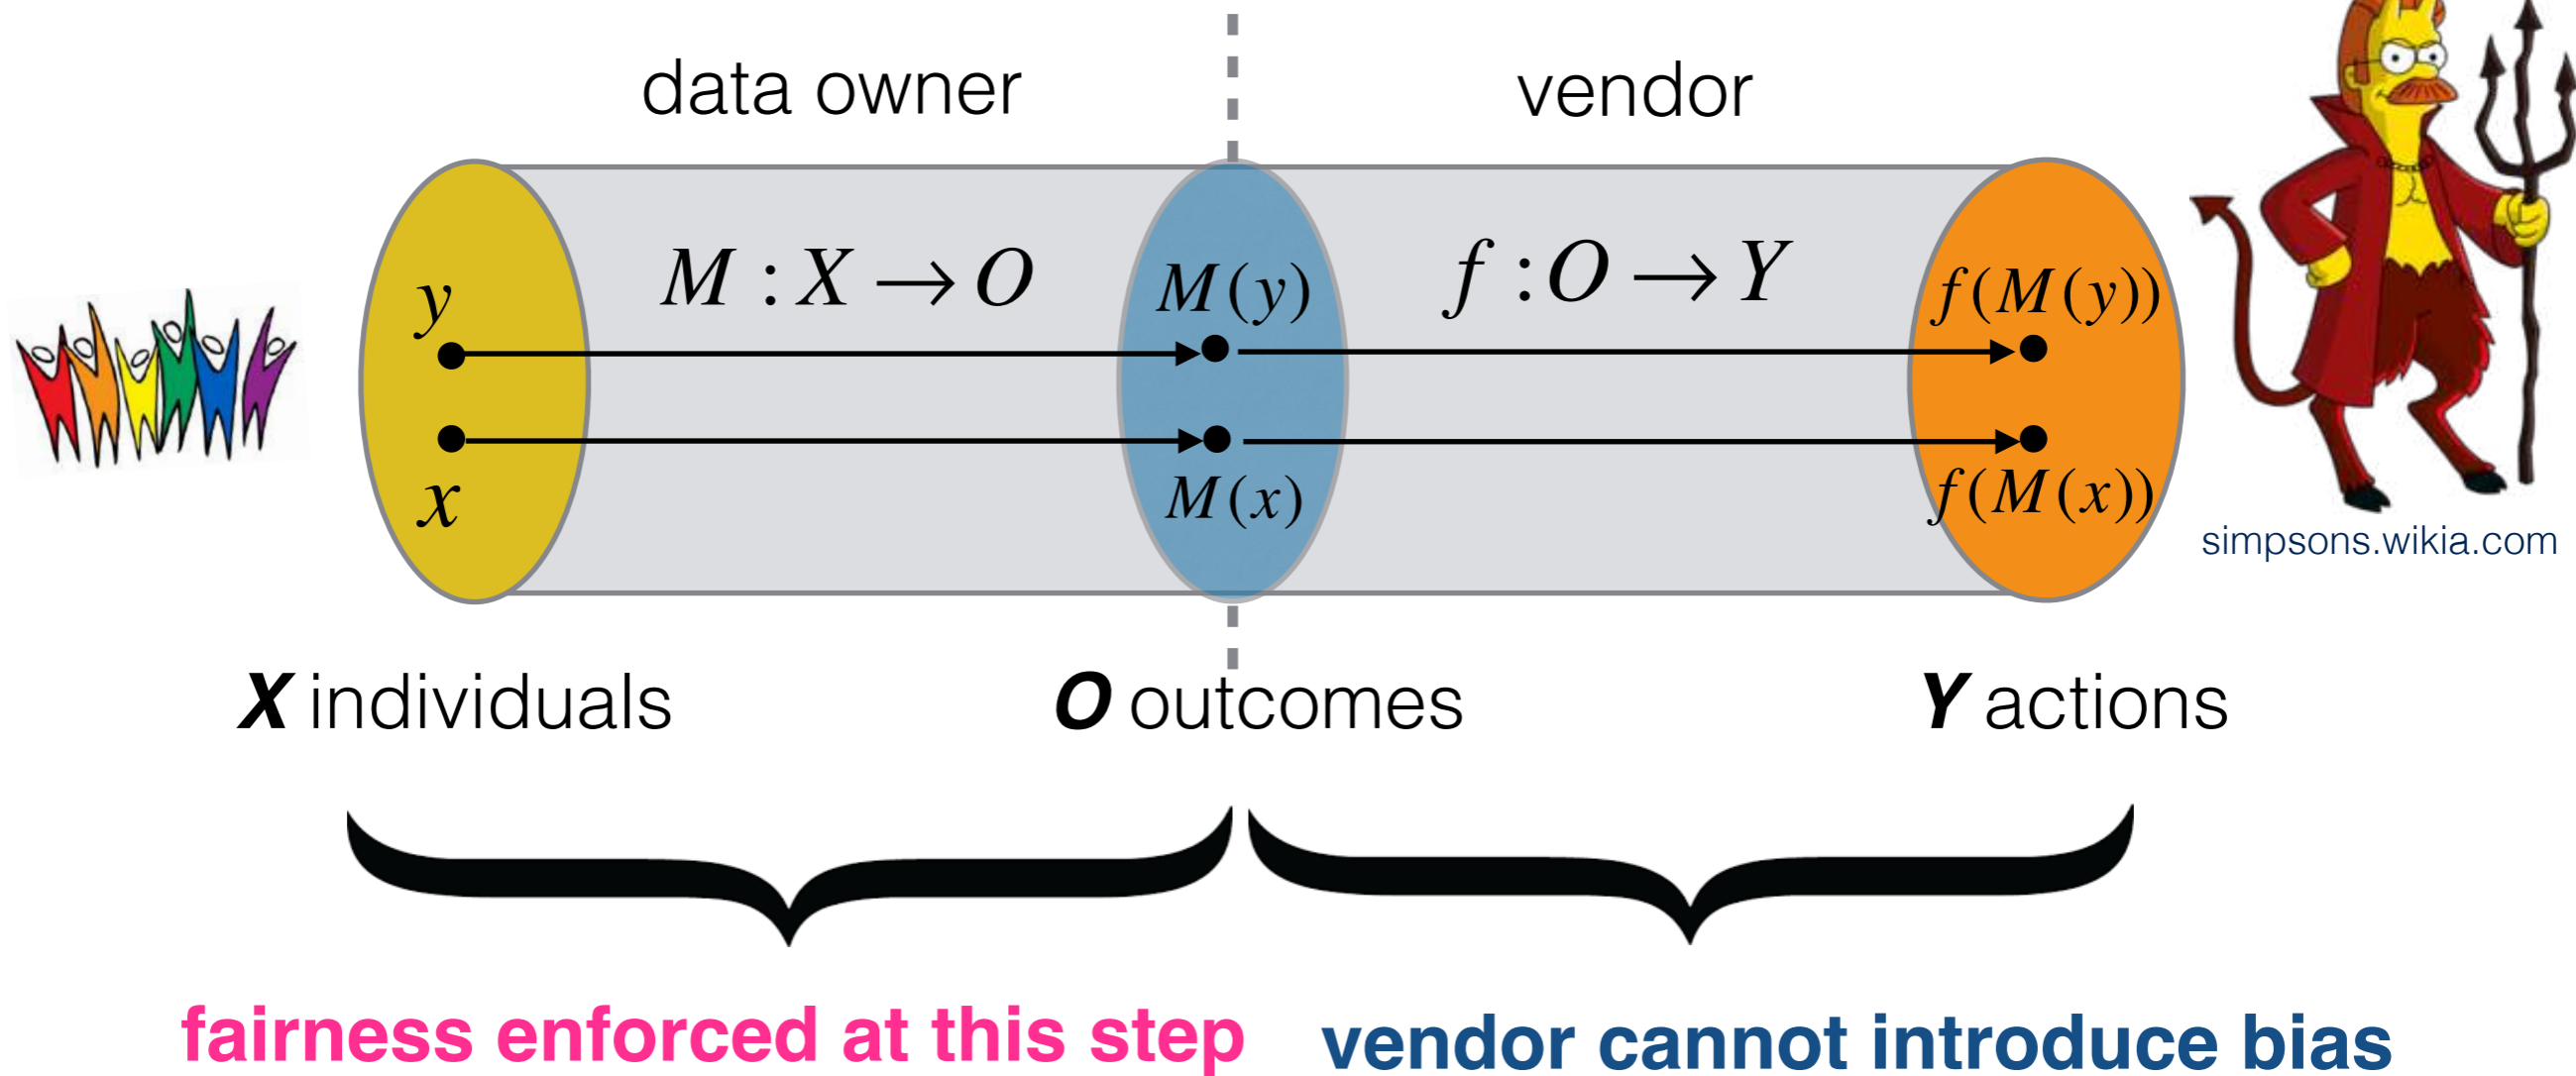 data owner
vendor
M : X → O
f : O → Y
y
M(y)
f(M(y))
x
M(x)
f(M(x))
simpsons.wikia.com
X individuals
O outcomes
Y actions
fairness enforced at this step
vendor cannot introduce bias